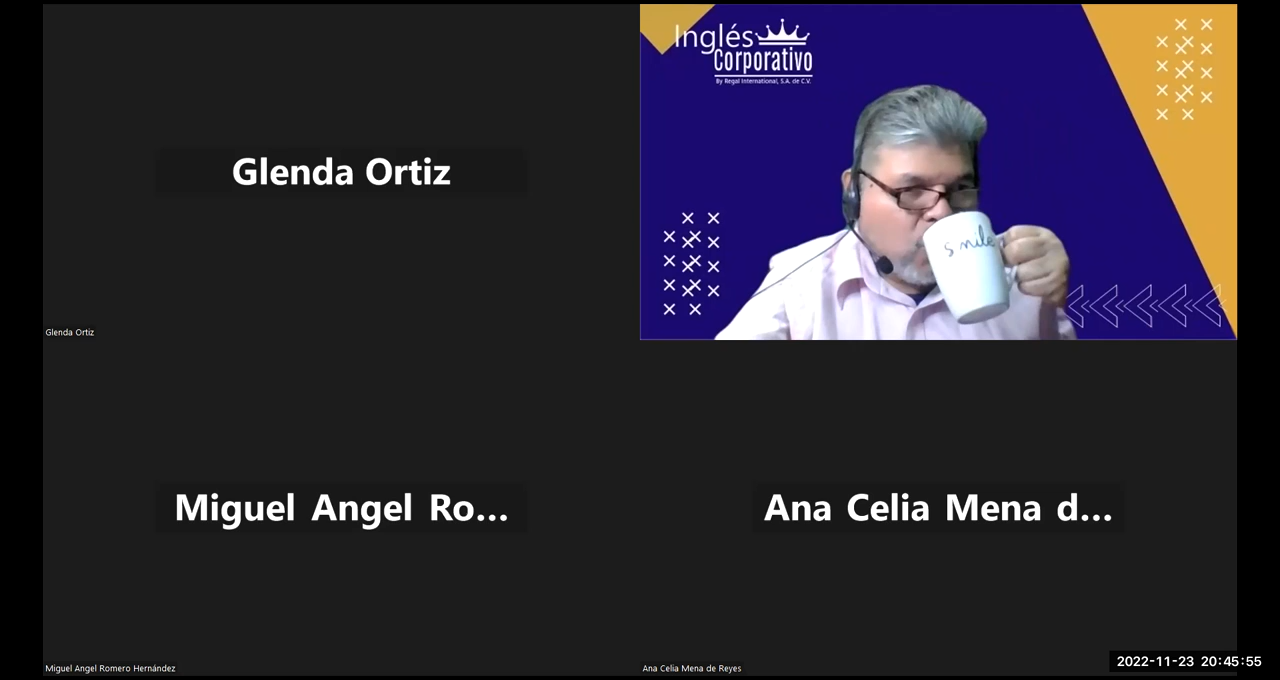 Glenda Ortiz
Glenda Ortiz
Inglés
Corporativo
By Regal International, S.A. de C.V.
smile
Miguel Angel Ro...
Miguel Angel Romero Hernández
Ana Celia Mena d...
Ana Celia Mena de Reyes
2022-11-23 20:45:55